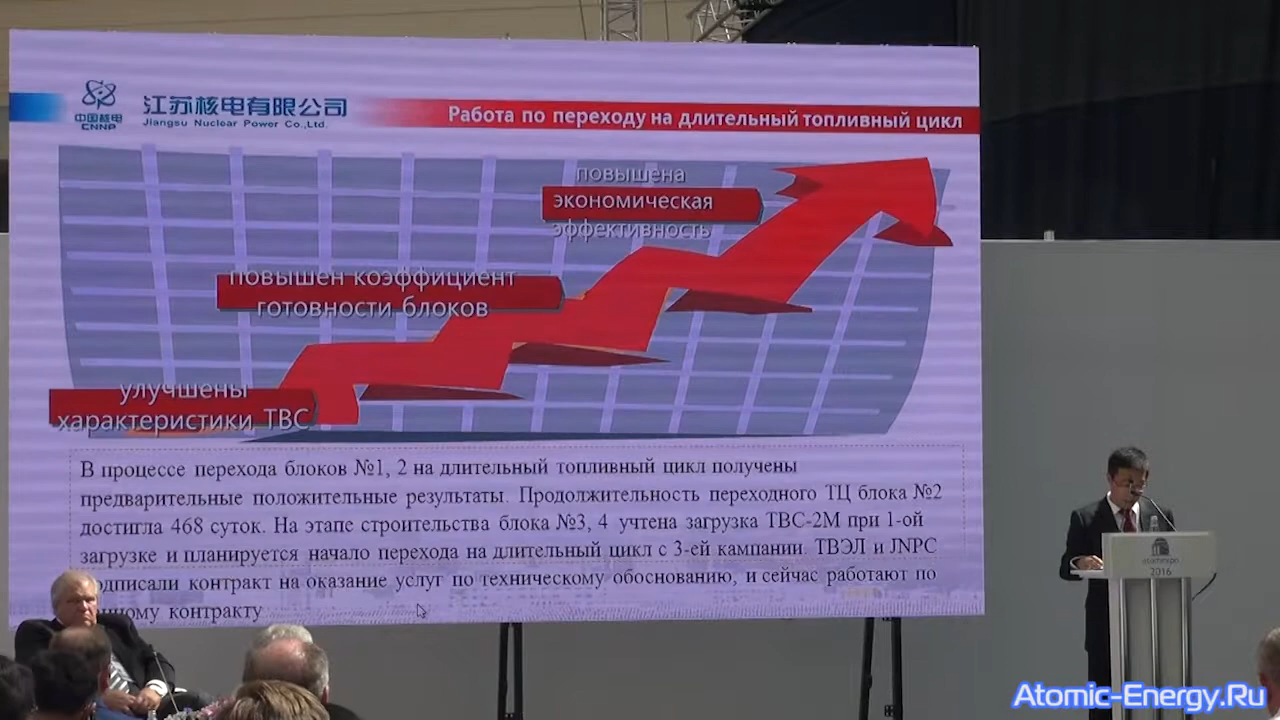 中国核电
CNNP
江苏核电有限公司
Jiangsu Nuclear Power Co.,Ltd.
Работа по переходу на длительный топливный цикл
повышена
экономическая
эффективность
повышен коэффициент
готовности блоков
улучшены
характеристики ТВС
В процессе перехода блоков №1, 2 на длительный топливный цикл получены
предварительные положительные результаты. Продолжительность переходного ТЦ блока №2
достигла 468 суток. На этапе строительства блока №3, 4 учтена загрузка ТВС-2М при 1-ой
загрузке и планируется начало перехода на длительный цикл с 3-ей кампании. ТВЭЛ и JNPC
подписали контракт на оказание услуг по техническому обоснованию, и сейчас работают по
контракту
атомэкспо
2016
Atomic-Energy.Ru